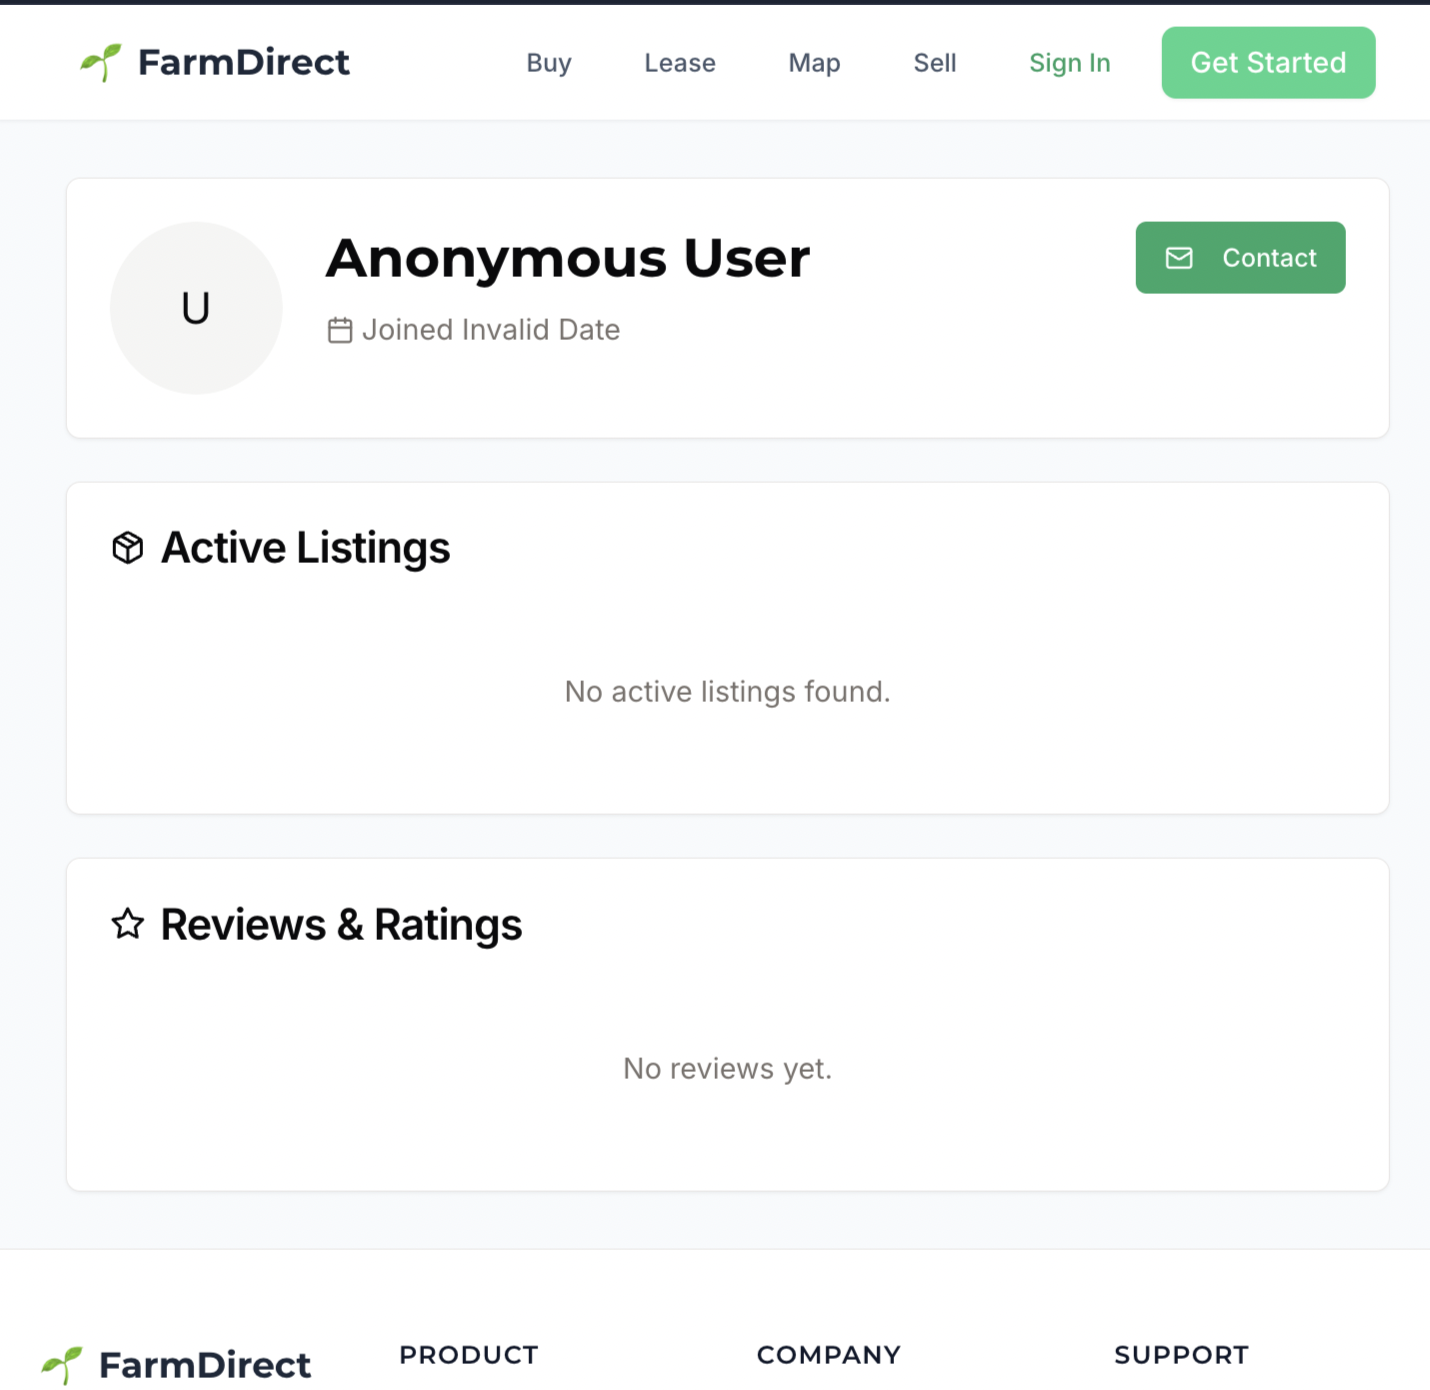 FarmDirect
Buy
Lease
Map
Sell
Sign In
Get Started
U
Anonymous User
Joined Invalid Date
Contact
Active Listings
No active listings found.
Reviews & Ratings
No reviews yet.
FarmDirect
PRODUCT
COMPANY
SUPPORT